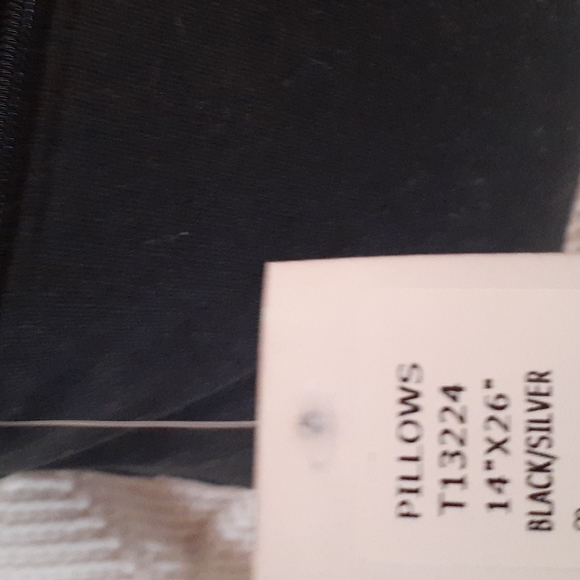 PILLOWS
T13224
14"X26"
BLACK/SILVER